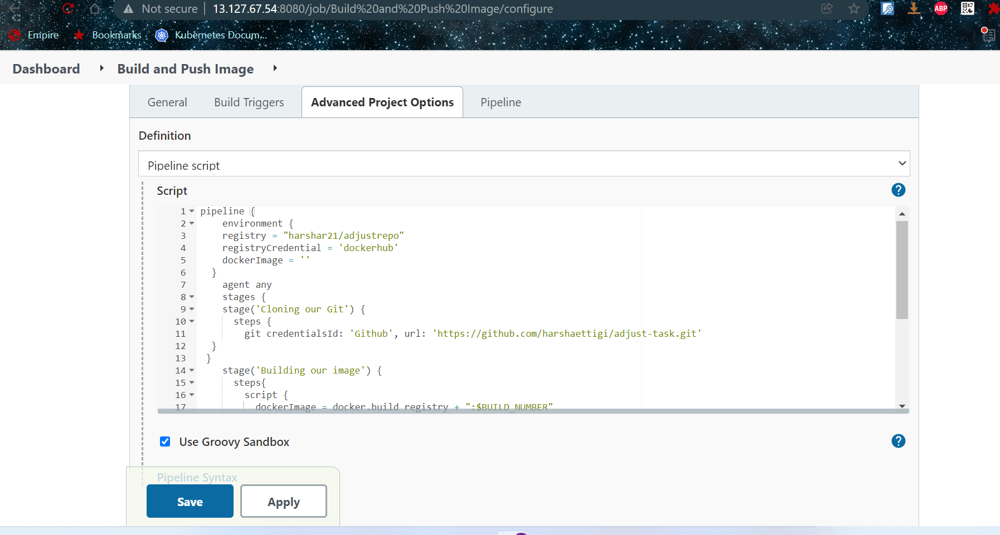 Not secure | 13.127.67.54:8080/job/Build%20and%20Push%20Image/configure
ABP
Empire Bookmarks Kubernetes Docum...
Dashboard Build and Push Image
General Build Triggers Advanced Project Options Pipeline
Definition
Pipeline script
Script
?
1 pipeline {
2 environment {
3 registry = "harshar21/adjustrepo"
4 registryCredential = 'dockerhub'
5 dockerImage = ''
6 }
7 agent any
8 stages {
9 stage('Cloning our Git') {
10 steps {
11 git credentialsId: 'Github', url: 'https://github.com/harshaettigi/adjust-task.git'
12 }
13 }
14 stage('Building our image') {
15 steps{
16 script {
17 dockerImage = docker.build registry + ":$BUILD_NUMBER"
Use Groovy Sandbox
?
Pipeline Syntax
Save Apply